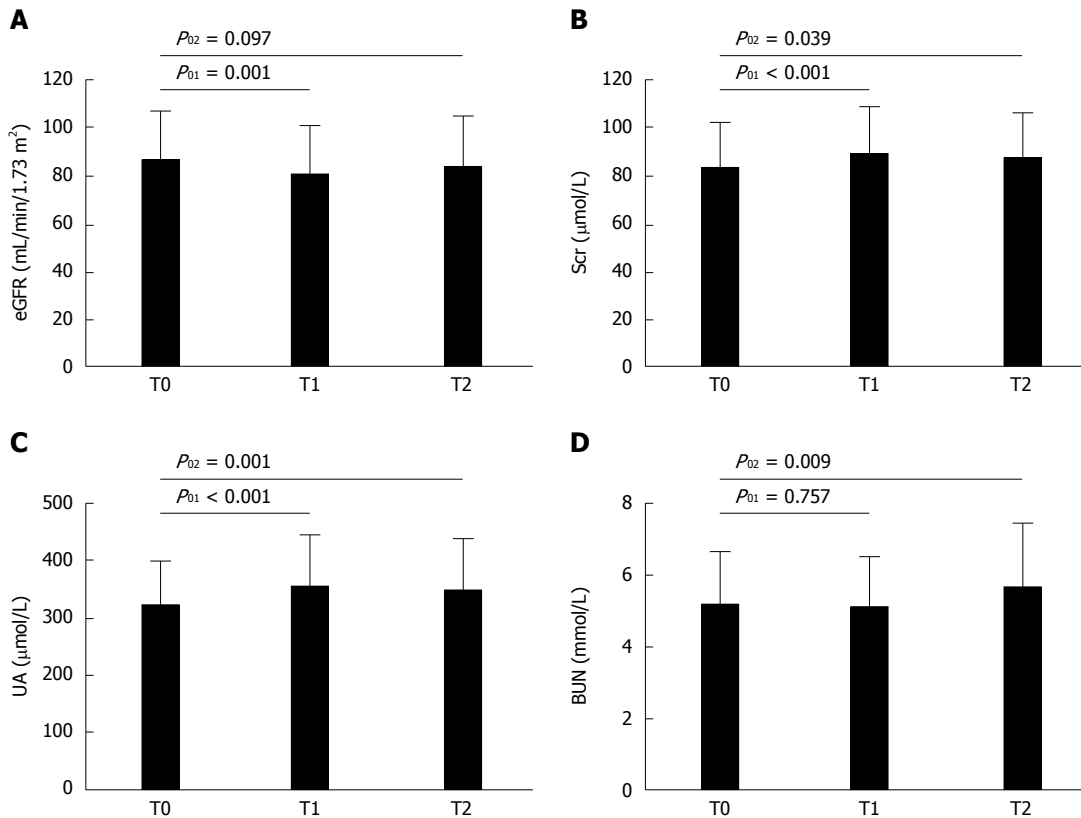 A
P02 = 0.097
P01 = 0.001
120
100
80
60
40
20
0
eGFR (mL/min/1.73 m²)
T0 T1 T2
B
P02 = 0.039
P01 < 0.001
120
100
80
60
40
20
0
Scr (μmol/L)
T0 T1 T2
C
P02 = 0.001
P01 < 0.001
500
400
300
200
100
0
UA (μmol/L)
T0 T1 T2
D
P02 = 0.009
P01 = 0.757
8
6
4
2
0
BUN (mmol/L)
T0 T1 T2